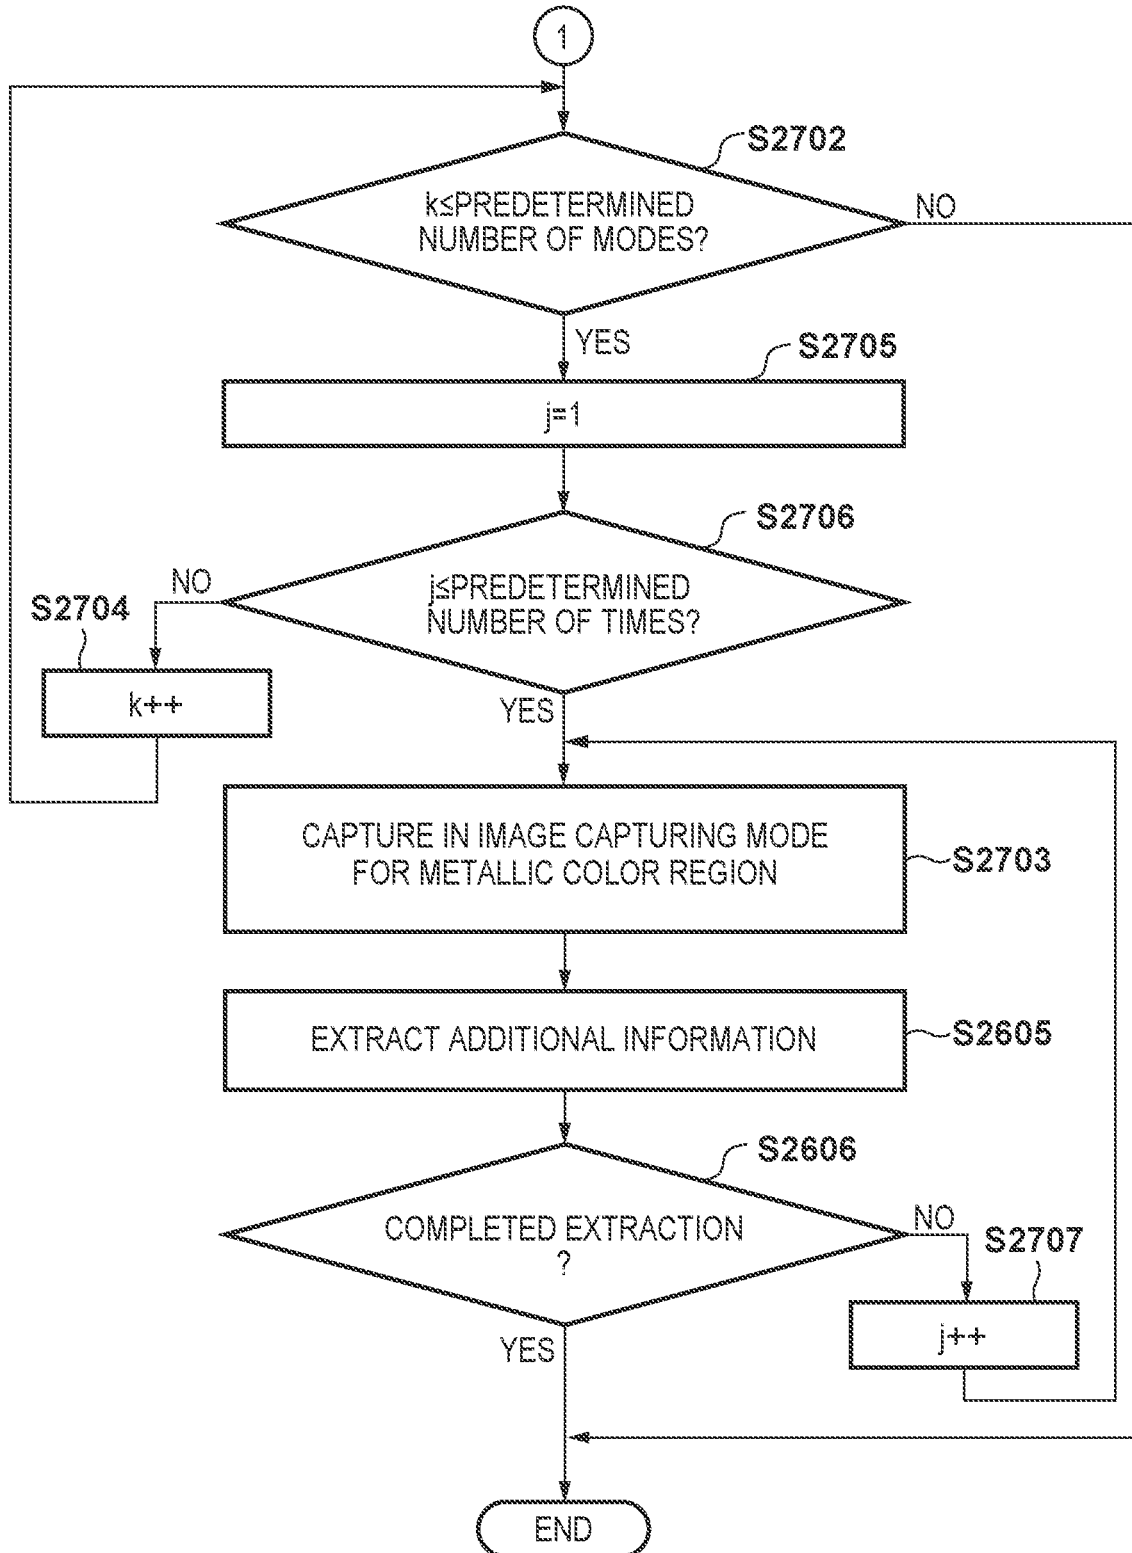 1
S2702
k≤PREDETERMINED
NUMBER OF MODES?
NO
YES
S2705
j=1
S2706
j≤PREDETERMINED
NUMBER OF TIMES?
NO
S2704
k++
YES
CAPTURE IN IMAGE CAPTURING MODE
FOR METALLIC COLOR REGION
S2703
EXTRACT ADDITIONAL INFORMATION
S2605
S2606
COMPLETED EXTRACTION
?
NO
S2707
j++
YES
END